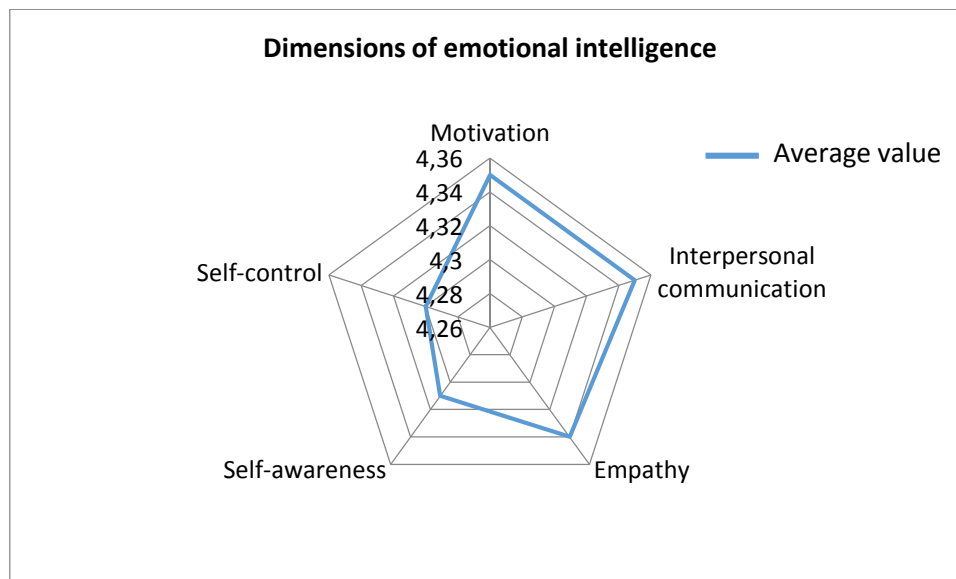 Dimensions of emotional intelligence
Motivation
Average value
4,36
4,34
4,32
4,3
4,28
4,26
Interpersonal
communication
Self-control
Self-awareness
Empathy